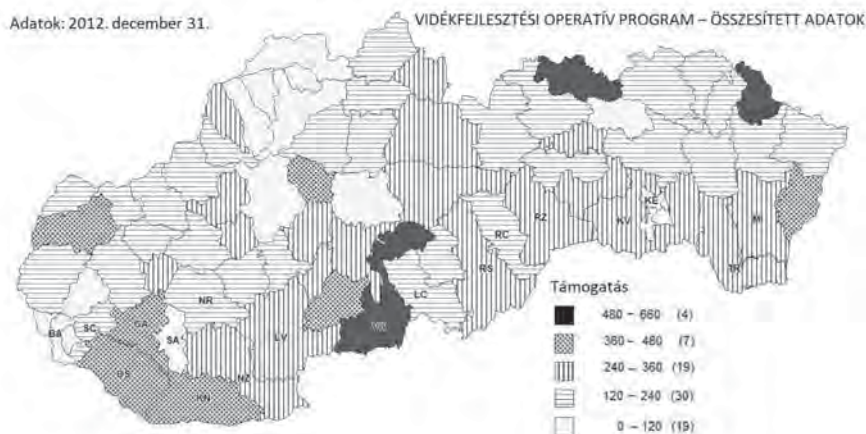 Adatok: 2012. december 31.
VIDÉKFEJLESZTÉSI OPERATÍV PROGRAM – ÖSSZESÍTETT ADATOK
KE
RZ
KV
MI
RC
RS
TR
NR
LC
GA
BA
SC
SA
LV
DS
NZ
KN
Támogatás
480 – 660 (4)
360 – 480 (7)
240 – 360 (19)
120 – 240 (30)
0 – 120 (19)